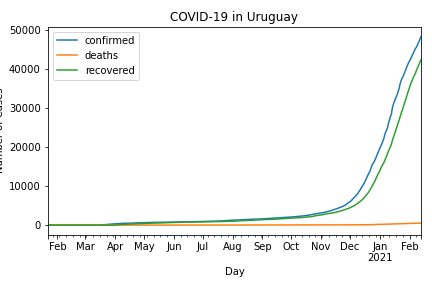 COVID-19 in Uruguay
confirmed
deaths
recovered
50000
40000
30000
20000
10000
0
Feb Mar Apr May Jun Jul Aug Sep Oct Nov Dec Jan Feb
2021
Day